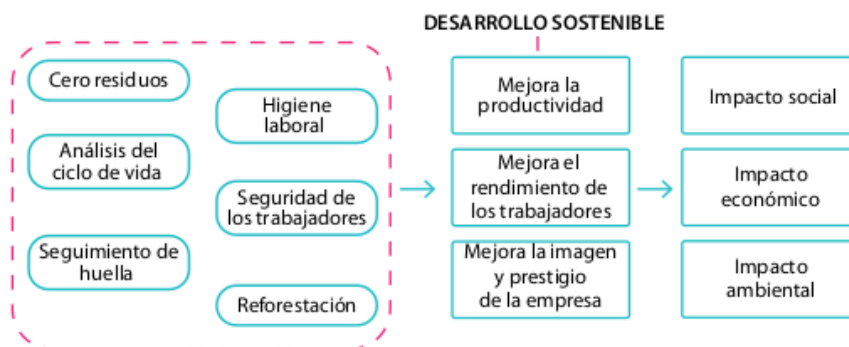 DESARROLLO SOSTENIBLE
Cero residuos
Análisis del
ciclo de vida
Seguimiento de
huella
Higiene
laboral
Seguridad de
los trabajadores
Reforestación
Mejora la
productividad
Mejora el
rendimiento de
los trabajadores
Mejora la imagen
y prestigio
de la empresa
Impacto social
Impacto
económico
Impacto
ambiental